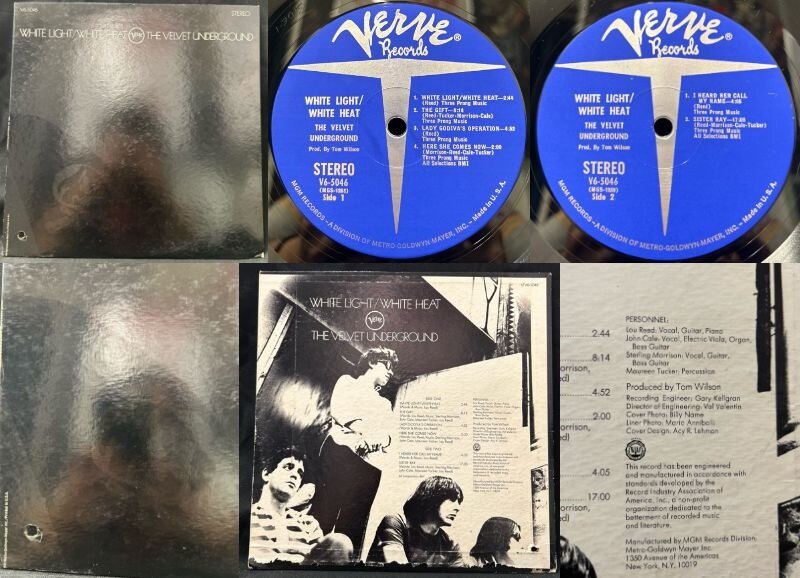 V6-5046
STEREO
WHITE LIGHT/WHITE HEAT Verve THE VELVET UNDERGROUND
Verve®
Records
WHITE LIGHT/
WHITE HEAT
THE VELVET
UNDERGROUND
Prod. By Tom Wilson
STEREO
V6-5046
Side 1
1. WHITE LIGHT/WHITE HEAT—2:44
(Reed) Three Prong Music
2. THE GIFT—8:14
(Reed-Tucker-Morrison-Cale)
Three Prong Music
3. LADY GODIVA'S OPERATION—4:52
(Reed)
Three Prong Music
4. HERE SHE COMES NOW—2:00
(Morrison-Reed-Cale-Tucker)
Three Prong Music
All Selections BMI
MGM RECORDS—A DIVISION OF METRO-GOLDWYN-MAYER, INC.—Made in U.S.A.
Verve®
Records
WHITE LIGHT/
WHITE HEAT
THE VELVET
UNDERGROUND
Prod. By Tom Wilson
STEREO
V6-5046
Side 2
1. I HEARD HER CALL
MY NAME—4:05
(Reed)
Three Prong Music
2. SISTER RAY—17:00
(Reed-Morrison-Cale-Tucker)
Three Prong Music
All Selections BMI
MGM RECORDS—A DIVISION OF METRO-GOLDWYN-MAYER, INC.—Made in U.S.A.
WHITE LIGHT/WHITE HEAT
Verve
THE VELVET UNDERGROUND
SIDE ONE
SIDE TWO
PERSONNEL:
Lou Reed: Vocal, Guitar, Piano
John Cale: Vocal, Electric Viola, Organ,
Bass Guitar
Sterling Morrison: Vocal, Guitar,
Bass Guitar
Maureen Tucker: Percussion
Produced by Tom Wilson
Recording Engineer: Gary Kellgran
Director of Engineering: Val Valentin
Cover Photo: Billy Name
Liner Photo: Mario Anniballi
Cover Design: Acy R. Lehman
This record has been engineered
and manufactured in accordance with
standards developed by the
Record Industry Association of
America, Inc., a non-profit
organization dedicated to the
betterment of recorded music
and literature.
Manufactured by MGM Records Division,
Metro-Goldwyn Mayer Inc.
1350 Avenue of the Americas
New York, N.Y. 10019
2:44
8:14
4:52
2:00
4:05
17:00